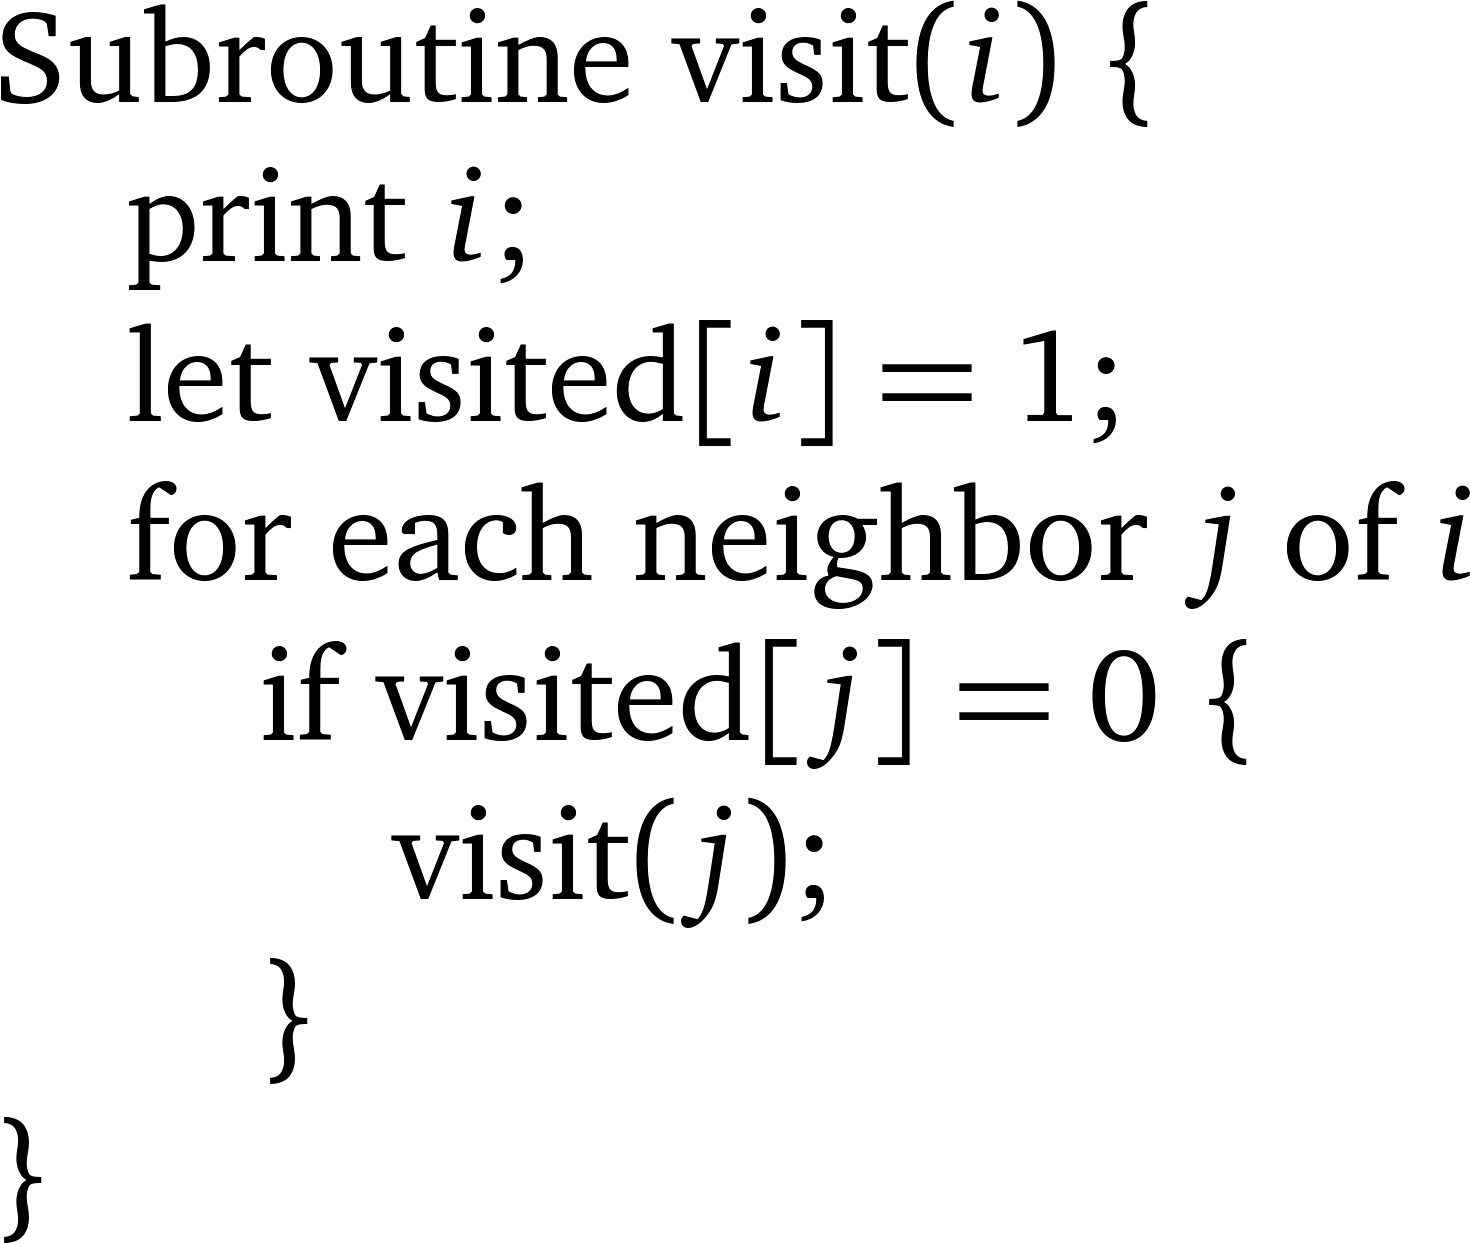 Subroutine visit(i) {
print i;
let visited[i] = 1;
for each neighbor j of i
if visited[j] = 0 {
visit(j);
}
}